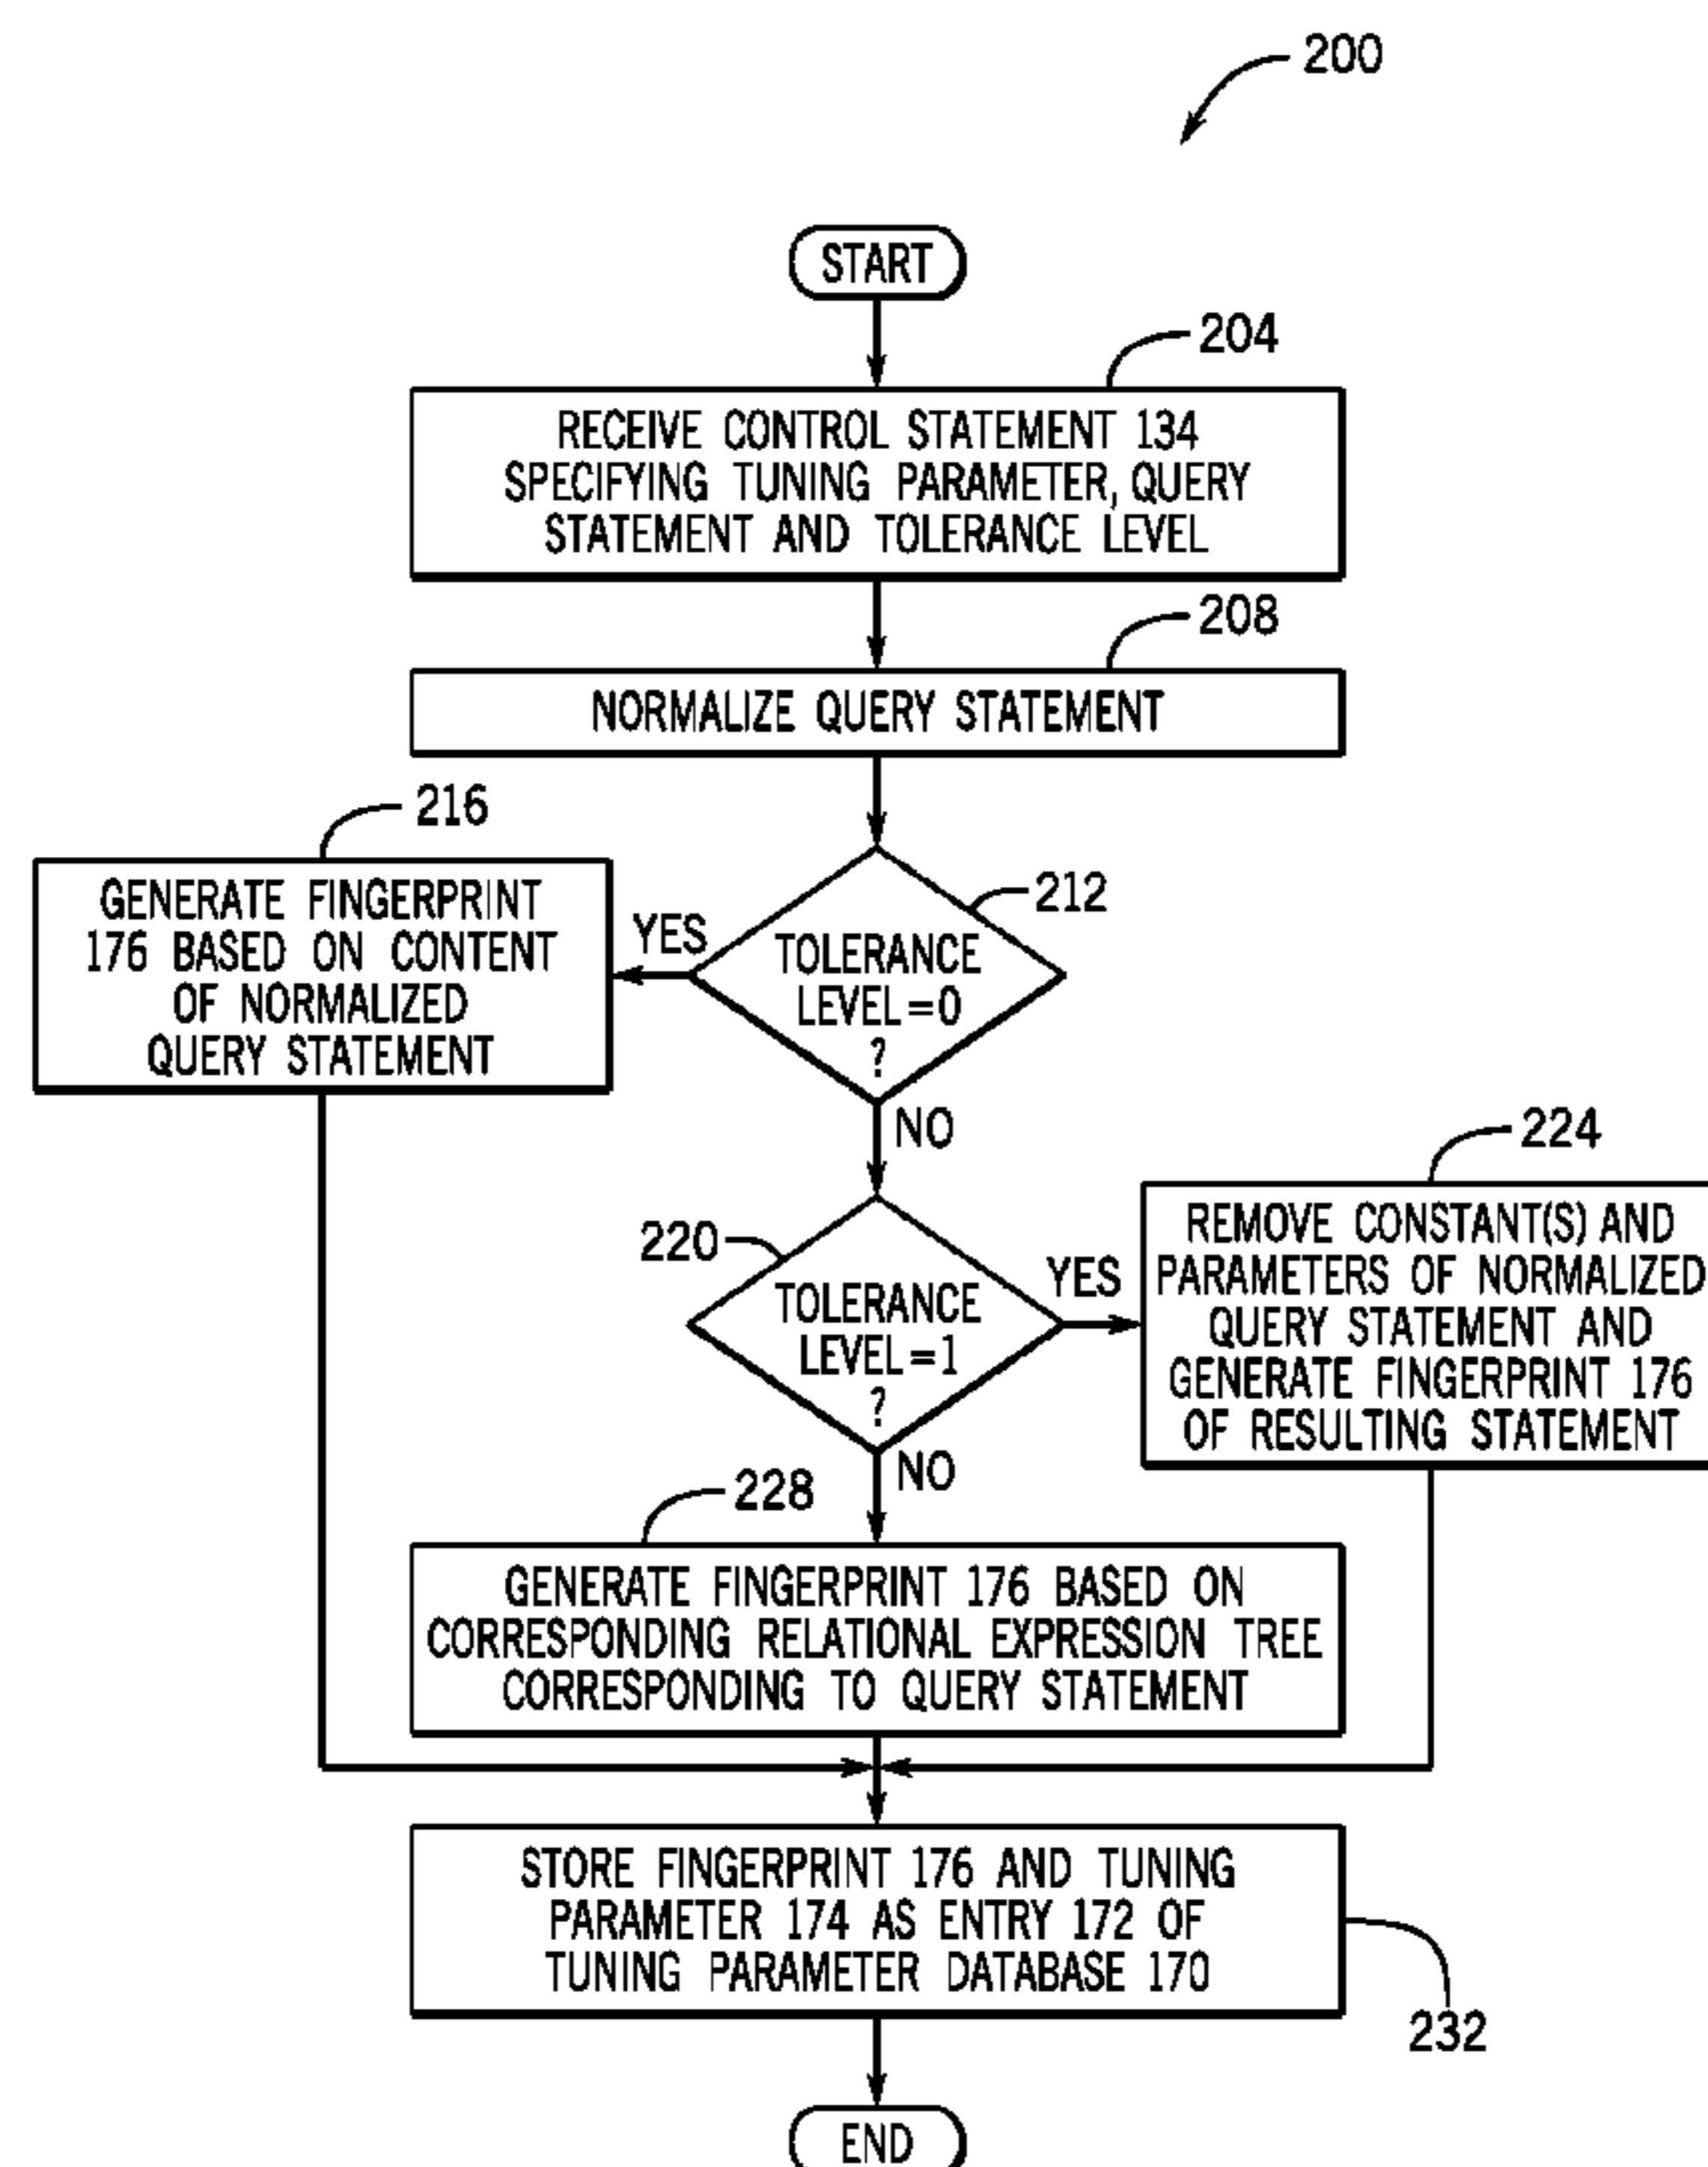 200
START
204
RECEIVE CONTROL STATEMENT 134
SPECIFYING TUNING PARAMETER, QUERY
STATEMENT AND TOLERANCE LEVEL
208
NORMALIZE QUERY STATEMENT
216
GENERATE FINGERPRINT
176 BASED ON CONTENT
OF NORMALIZED
QUERY STATEMENT
YES
212
TOLERANCE
LEVEL=0
?
NO
220
TOLERANCE
LEVEL=1
?
YES
224
REMOVE CONSTANT(S) AND
PARAMETERS OF NORMALIZED
QUERY STATEMENT AND
GENERATE FINGERPRINT 176
OF RESULTING STATEMENT
NO
228
GENERATE FINGERPRINT 176 BASED ON
CORRESPONDING RELATIONAL EXPRESSION TREE
CORRESPONDING TO QUERY STATEMENT
STORE FINGERPRINT 176 AND TUNING
PARAMETER 174 AS ENTRY 172 OF
TUNING PARAMETER DATABASE 170
232
END